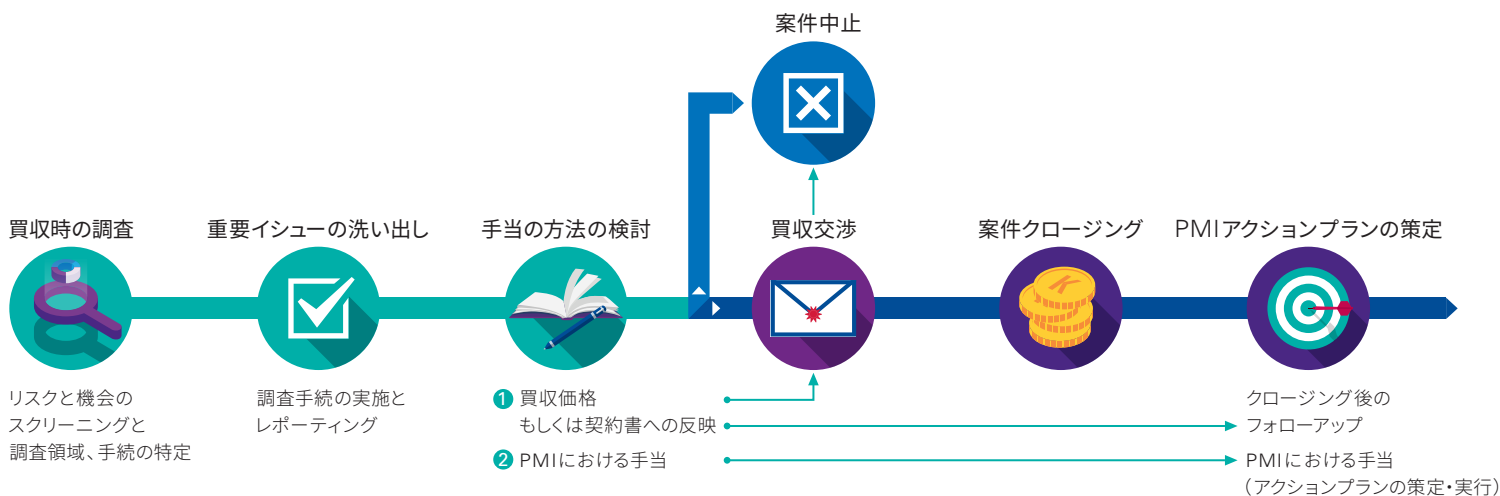 案件中止
買収時の調査
重要イシューの洗い出し
手当の方法の検討
買収交渉
案件クロージング
PMIアクションプランの策定
K
リスクと機会の
スクリーニングと
調査領域、手続の特定
調査手続の実施と
レポーティング
1 買収価格
もしくは契約書への反映
2 PMIにおける手当
クロージング後の
フォローアップ
PMIにおける手当
（アクションプランの策定・実行）